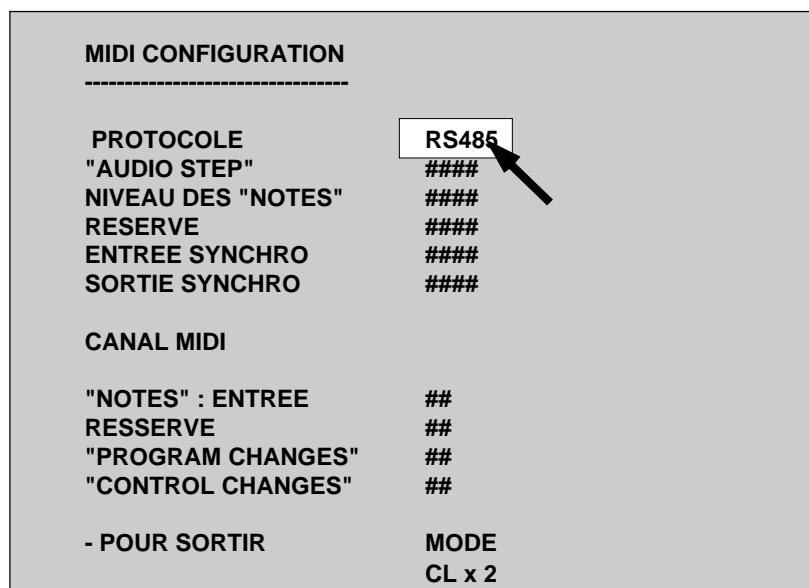 MIDI CONFIGURATION
---------------------------------
PROTOCOLE RS485
"AUDIO STEP" ####
NIVEAU DES "NOTES" ####
RESERVE ####
ENTREE SYNCHRO ####
SORTIE SYNCHRO ####
CANAL MIDI
"NOTES" : ENTREE ##
RESSERVE ##
"PROGRAM CHANGES" ##
"CONTROL CHANGES" ##
- POUR SORTIR MODE
CL x 2